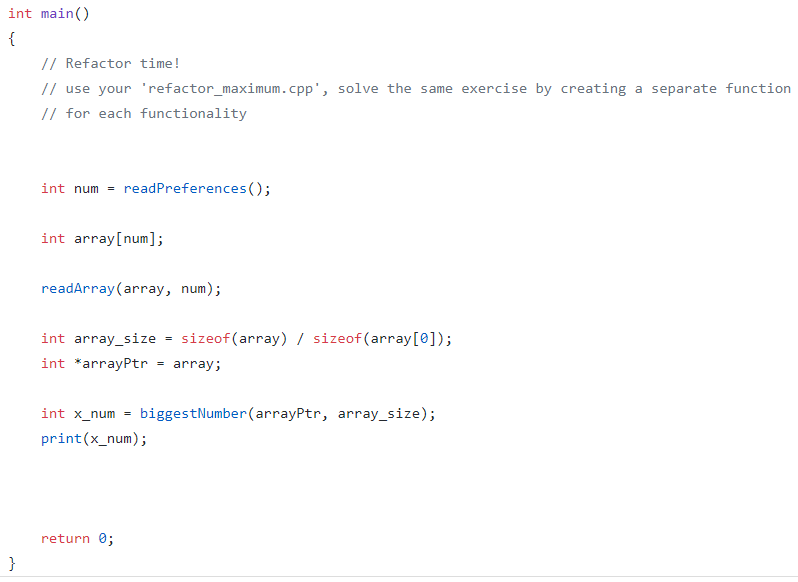 int main()
{
    // Refactor time!
    // use your 'refactor_maximum.cpp', solve the same exercise by creating a separate function
    // for each functionality
    int num = readPreferences();
    int array[num];
    readArray(array, num);
    int array_size = sizeof(array) / sizeof(array[0]);
    int *arrayPtr = array;
    int x_num = biggestNumber(arrayPtr, array_size);
    print(x_num);
    return 0;
}